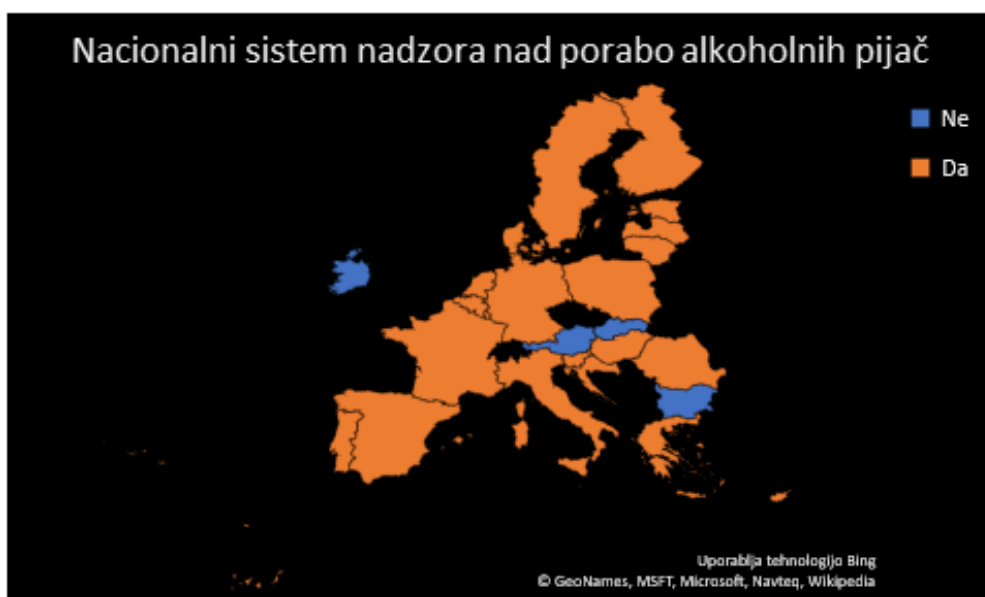 Nacionalni sistem nadzora nad porabo alkoholnih pijač
Ne
Da
Uporablja tehnologijo Bing
© GeoNames, MSFT, Microsoft, Navteq, Wikipedia